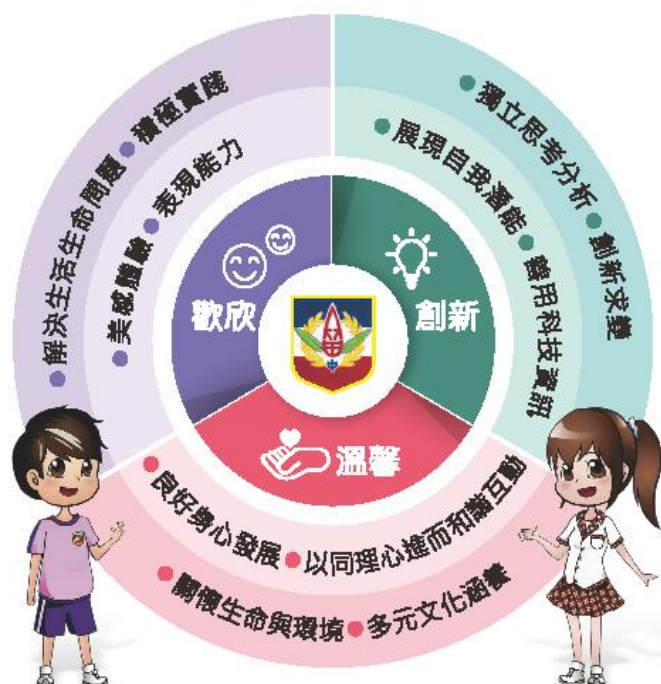 歡欣
●解決生活生命問題●積極實踐
●美感體驗●表現能力
創新
●獨立思考分析●創新求變
●展現自我潛能●善用科技資訊
溫馨
●良好身心發展●以同理心進而和諧互動
●關懷生命與環境●多元文化涵養